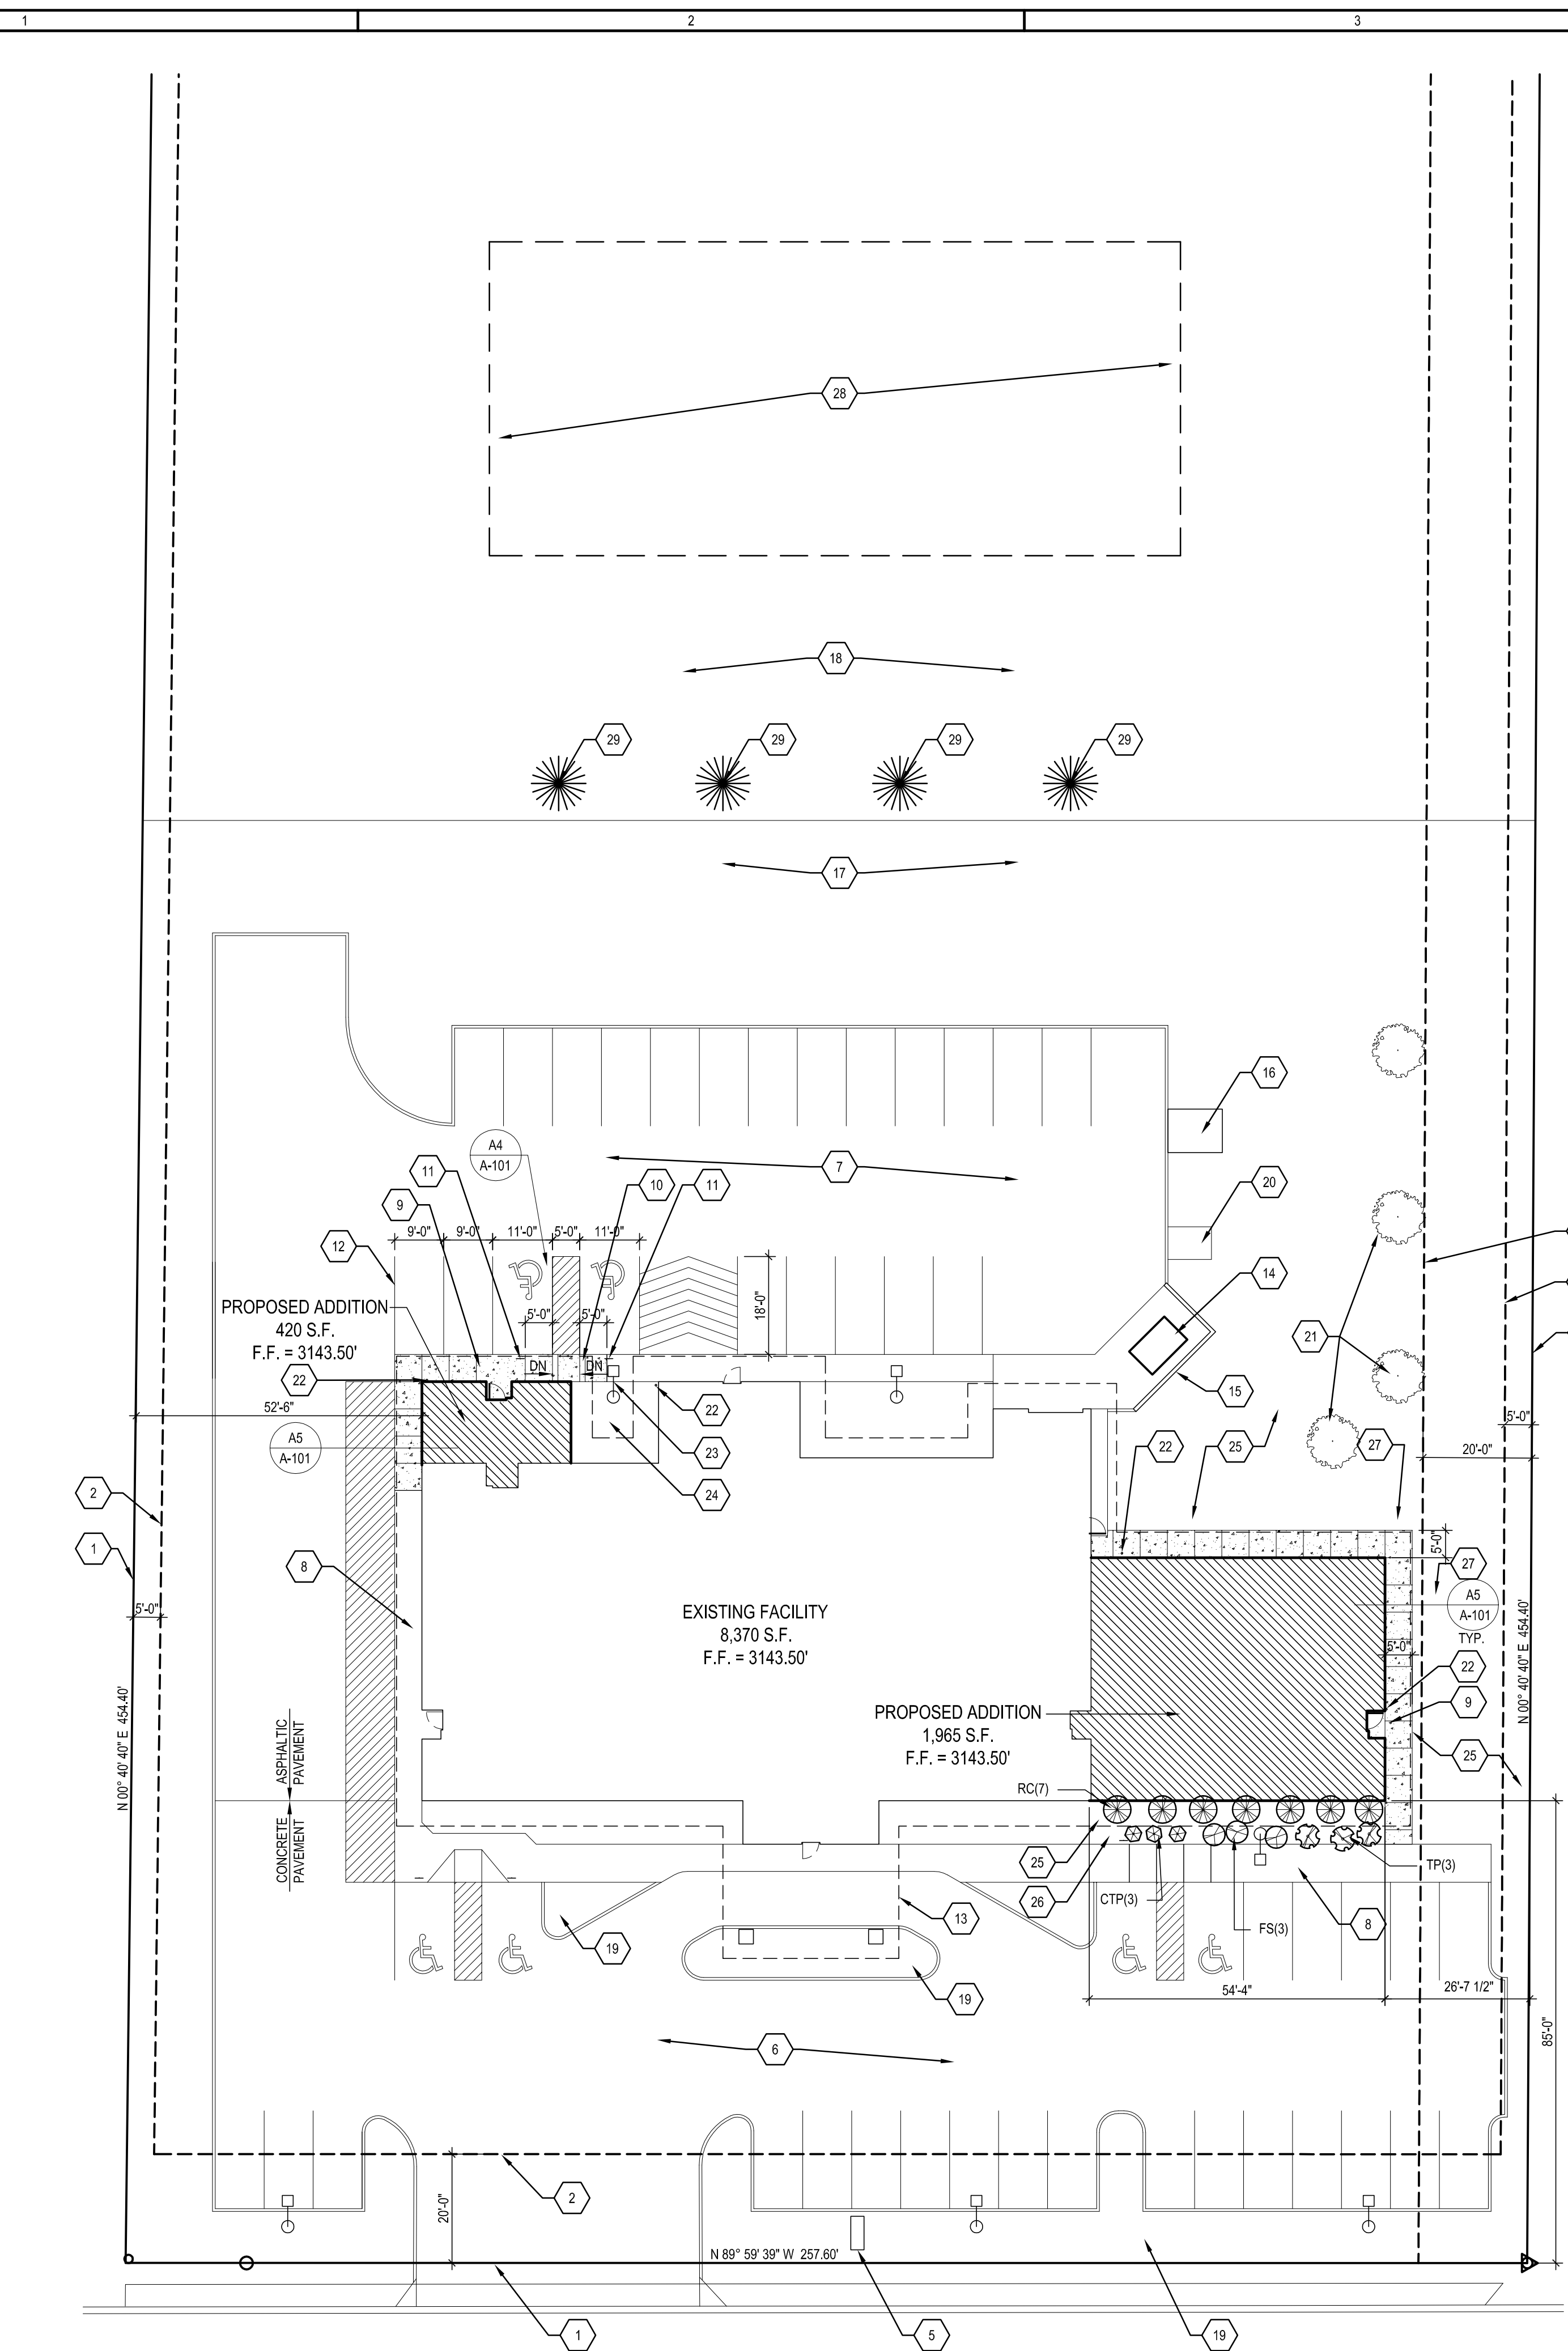 1
2
3
28
18
29
29
29
29
17
16
A4
A-101
11
7
10
11
9
20
9'-0"
9'-0"
11'-0"
5'-0"
11'-0"
12
14
PROPOSED ADDITION
420 S.F.
F.F. = 3143.50'
5'-0"
5'-0"
18'-0"
21
DN
DN
22
15
52'-6"
22
5'-0"
A5
A-101
23
22
25
27
20'-0"
24
2
1
8
5'-0"
27
A5
A-101
TYP.
5'-0"
EXISTING FACILITY
8,370 S.F.
F.F. = 3143.50'
5'-0"
22
9
N 00° 40' 40" E  454.40'
N 00° 40' 40" E  454.40'
PROPOSED ADDITION
1,965 S.F.
F.F. = 3143.50'
25
ASPHALTIC
PAVEMENT
RC(7)
CONCRETE
PAVEMENT
25
TP(3)
26
CTP(3)
13
FS(3)
8
19
19
54'-4"
26'-7 1/2"
85'-0"
6
2
20'-0"
N 89° 59' 39" W  257.60'
1
5
19